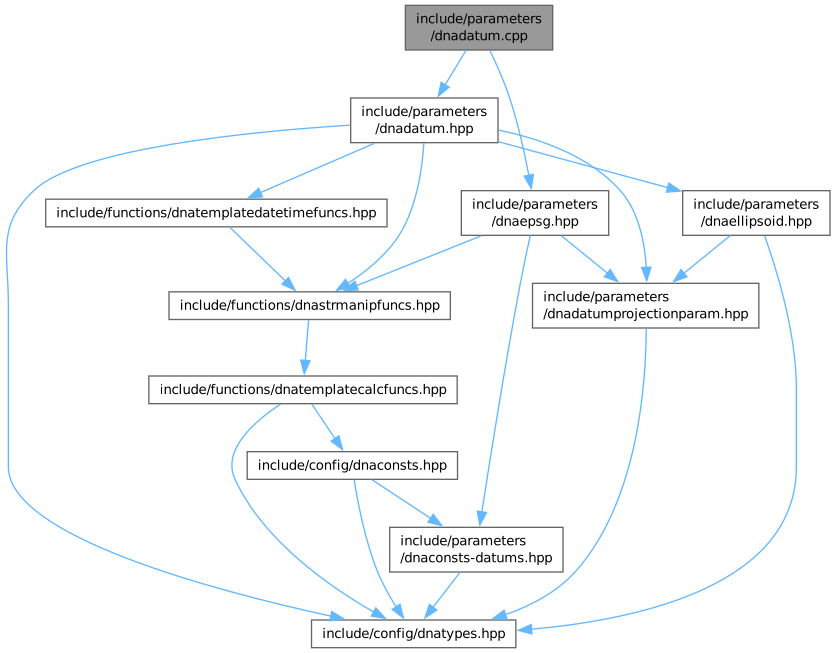 include/parameters
/dnadatum.cpp
include/parameters
/dnadatum.hpp
include/functions/dnatemplatedatetimefuncs.hpp
include/parameters
/dnaepsg.hpp
include/parameters
/dnaellipsoid.hpp
include/functions/dnastrmanipfuncs.hpp
include/parameters
/dnadatumprojectionparam.hpp
include/functions/dnatemplatecalcfuncs.hpp
include/config/dnaconsts.hpp
include/parameters
/dnaconsts-datums.hpp
include/config/dnatypes.hpp